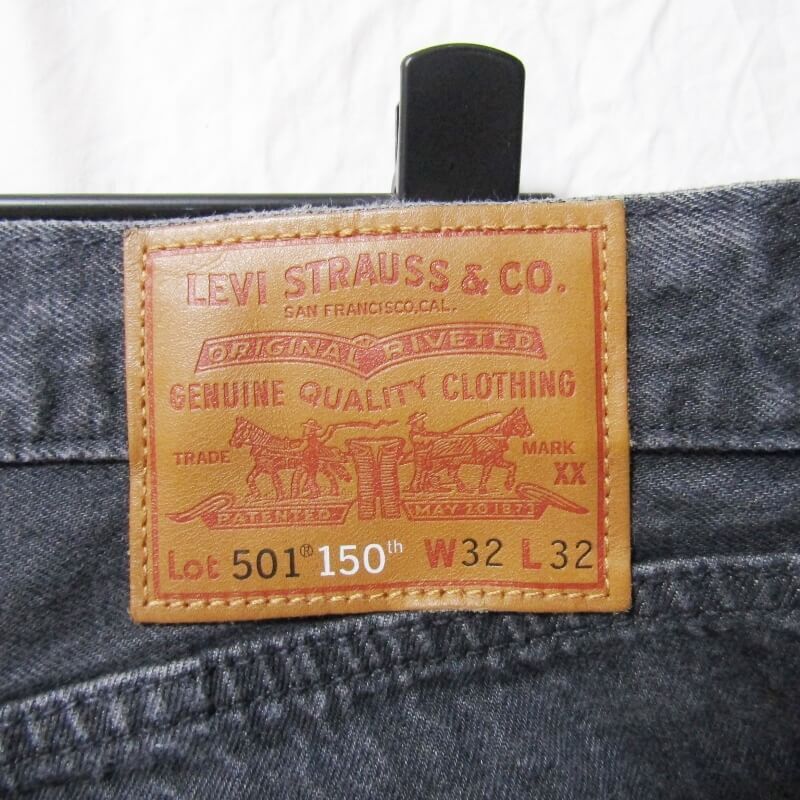 LEVI STRAUSS & CO.
SAN FRANCISCO,CAL.
ORIGINAL RIVETED
GENUINE QUALITY CLOTHING
TRADE MARK
XX
PATENTED MAY 20 1873
Lot 501® 150th W32 L32